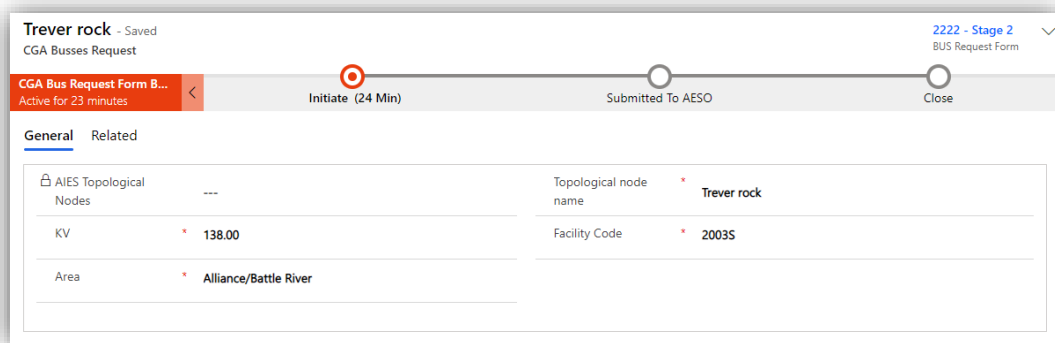 Trever rock - Saved
CGA Busses Request
2222 - Stage 2
BUS Request Form
CGA Bus Request Form B...
Active for 23 minutes
Initiate (24 Min)
Submitted To AESO
Close
General Related
AIES Topological
Nodes
---
Topological node
name
* Trever rock
KV * 138.00
Facility Code * 2003S
Area * Alliance/Battle River